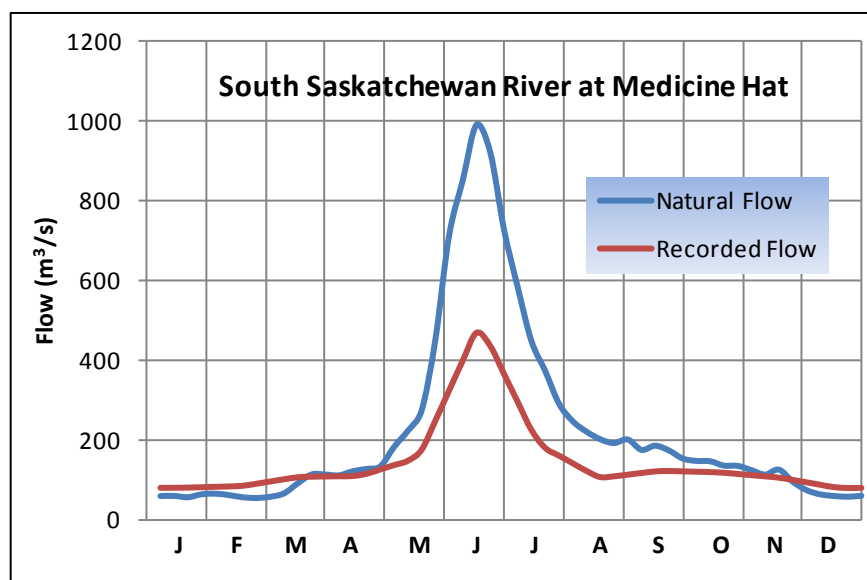 South Saskatchewan River at Medicine Hat
1200
1000
800
600
400
200
0
Flow (m³/s)
Natural Flow
Recorded Flow
J F M A M J J A S O N D